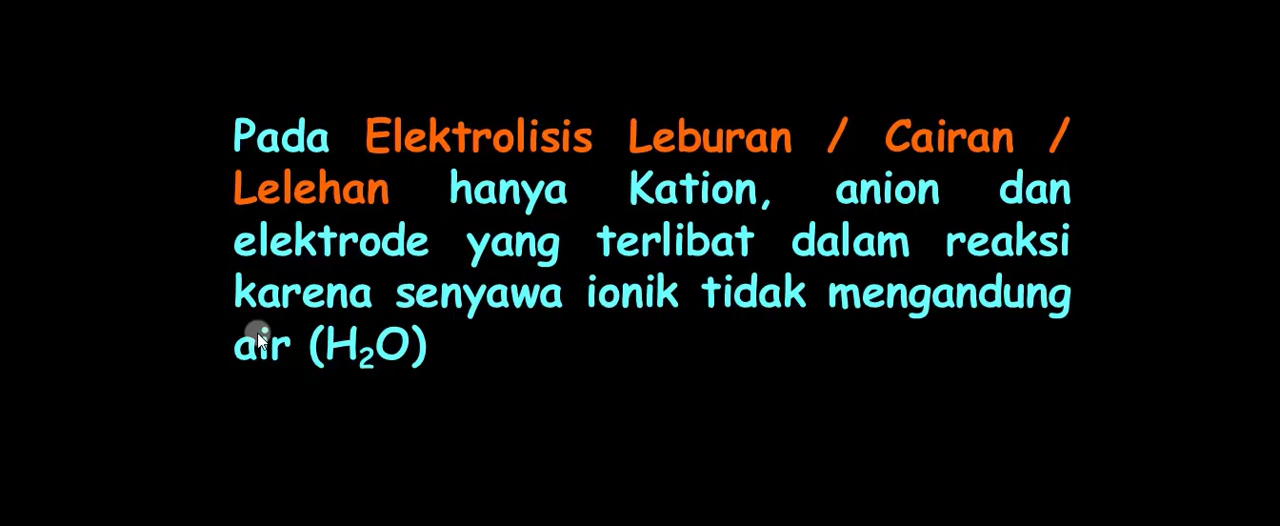 Pada Elektrolisis Leburan / Cairan /
Lelehan hanya Kation, anion dan
elektrode yang terlibat dalam reaksi
karena senyawa ionik tidak mengandung
air (H₂O)